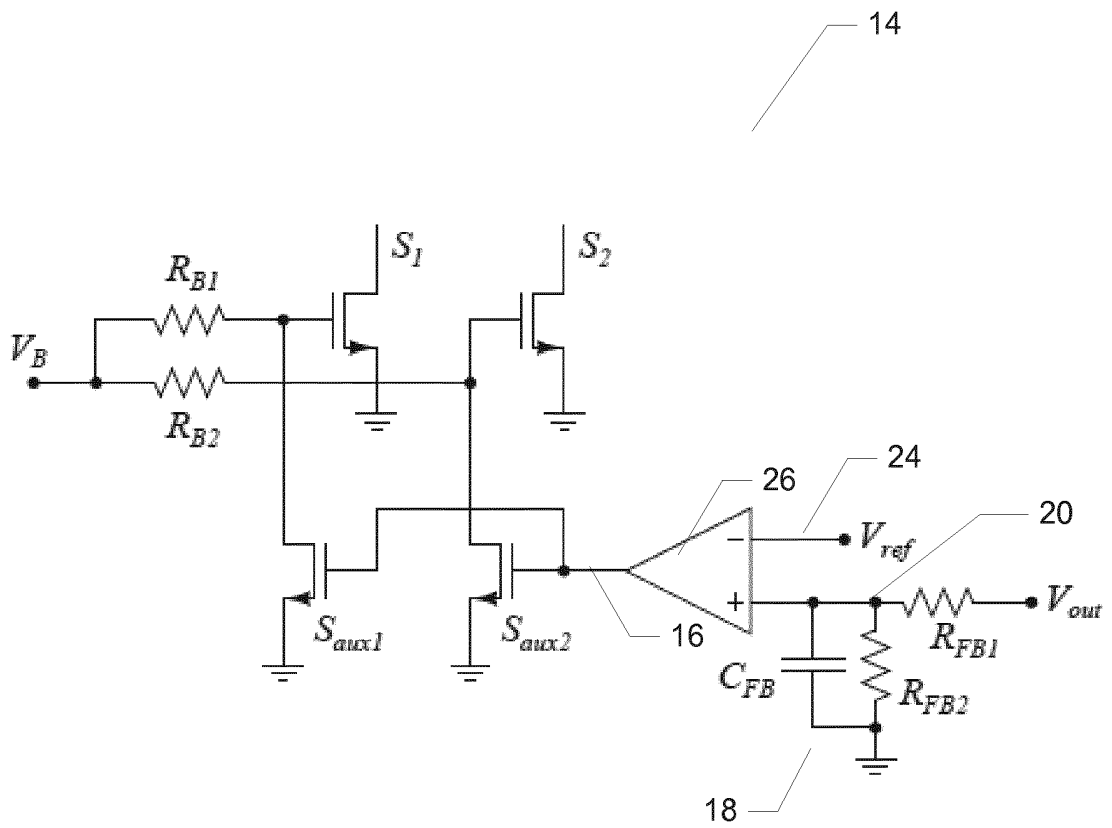 14
S1
S2
RB1
VB
RB2
24
26
20
Vref
−
+
Vout
16
Saux1
Saux2
RFB1
CFB
RFB2
18